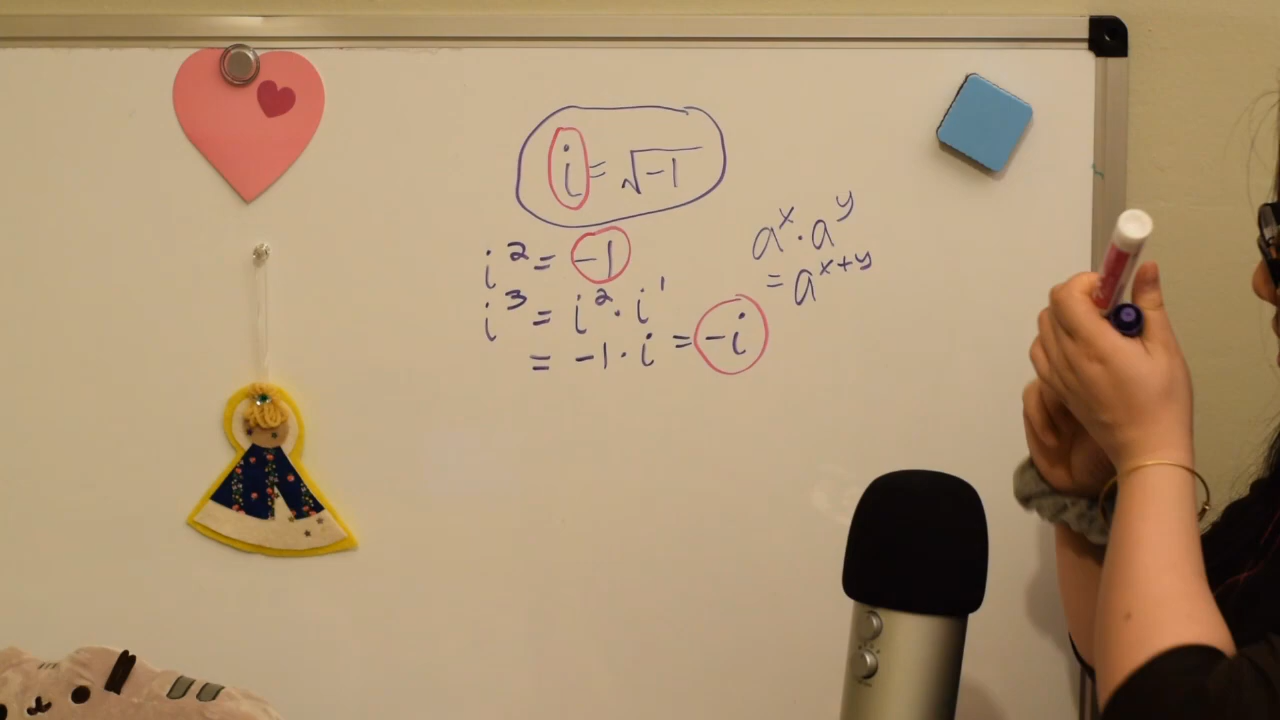 i = √-1
i² = -1
i³ = i² · i¹
= -1 · i = -i
aˣ · aʸ
= aˣ⁺ʸ